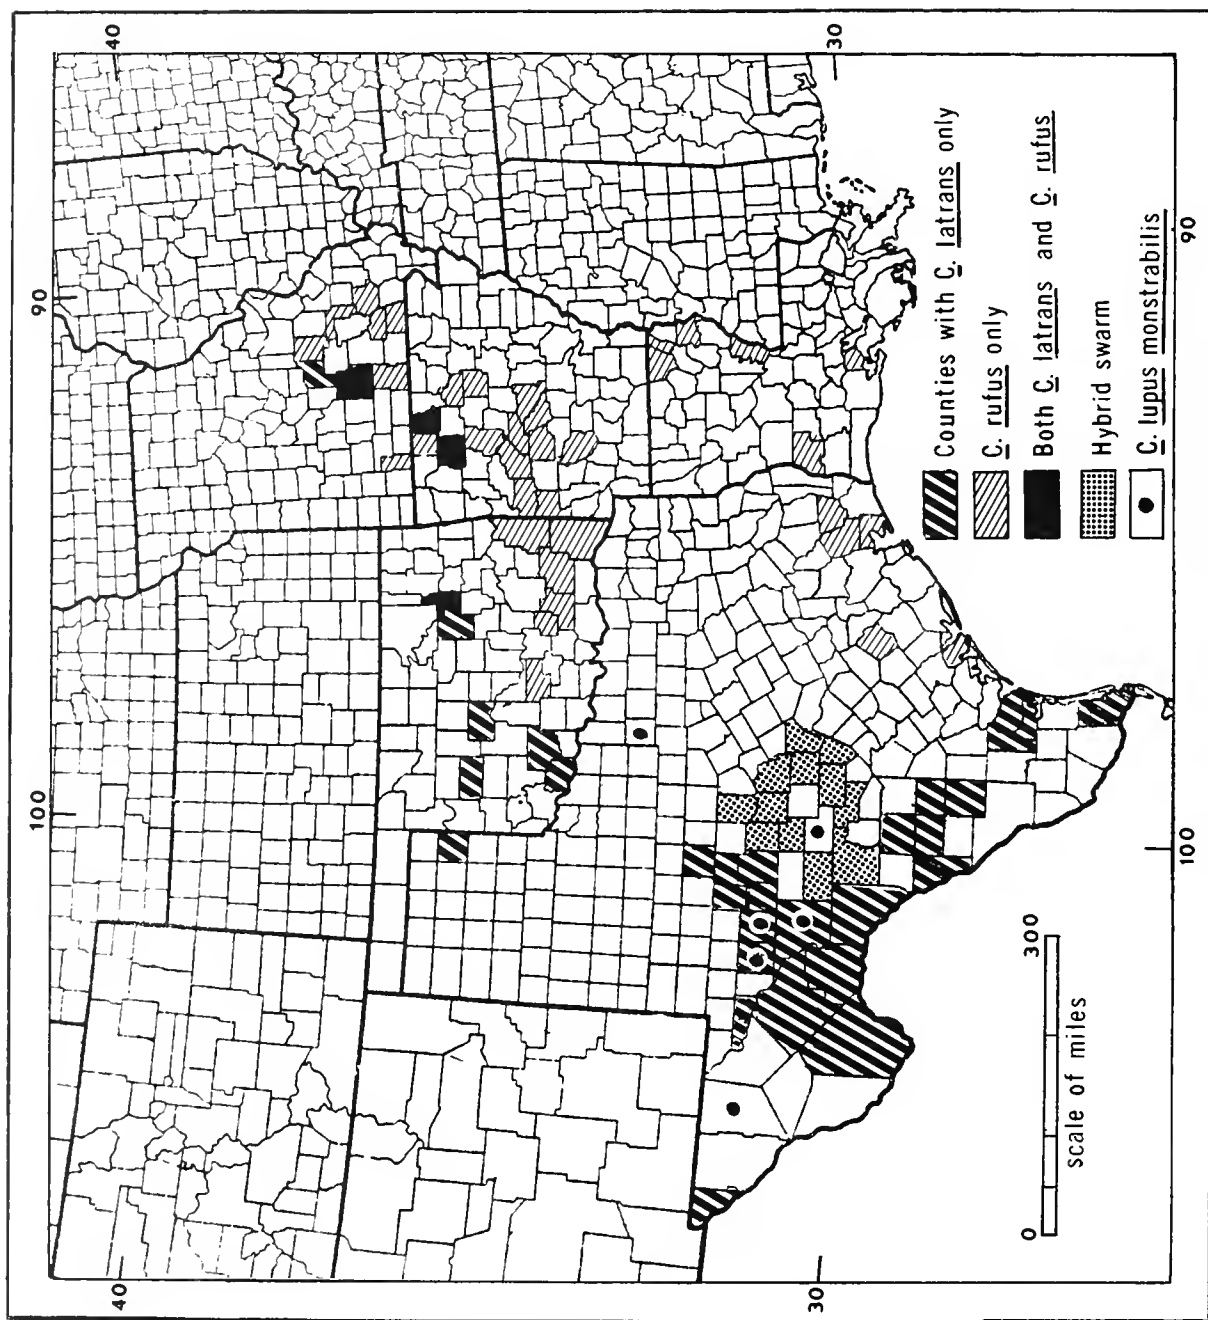 40
90
100
40
30
90
100
30
Counties with C. latrans only
C. rufus only
Both C. latrans and C. rufus
Hybrid swarm
C. lupus monstrabilis
0 300
scale of miles